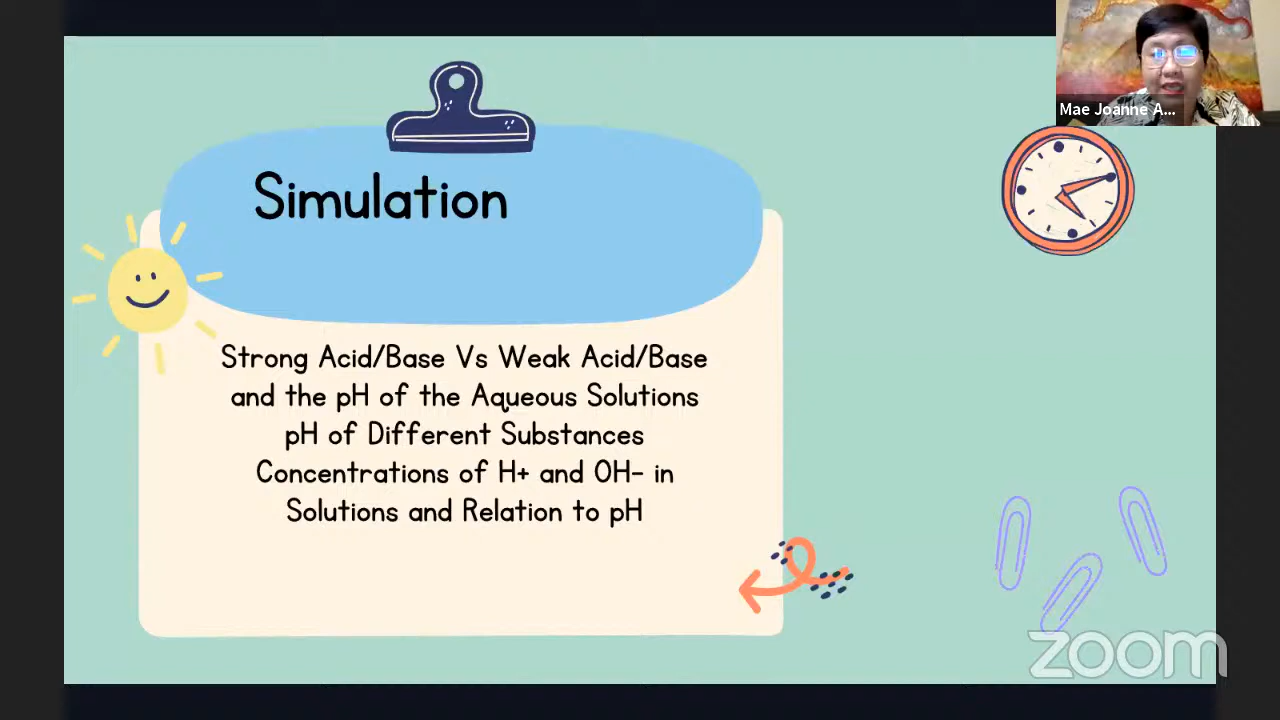 Mae Joanne A...
Simulation
Strong Acid/Base Vs Weak Acid/Base
and the pH of the Aqueous Solutions
pH of Different Substances
Concentrations of H+ and OH- in
Solutions and Relation to pH
zoom